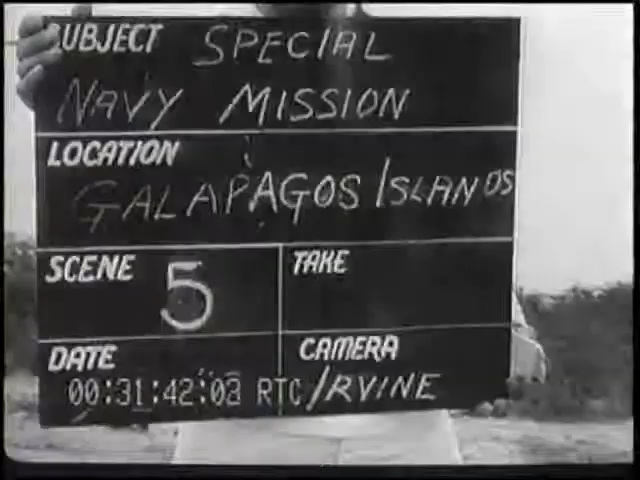 SUBJECT SPECIAL
NAVY MISSION
LOCATION
GALAPAGOS ISLANDS
SCENE 5
TAKE
DATE
CAMERA
00:31:42:03 RTC
IRVINE